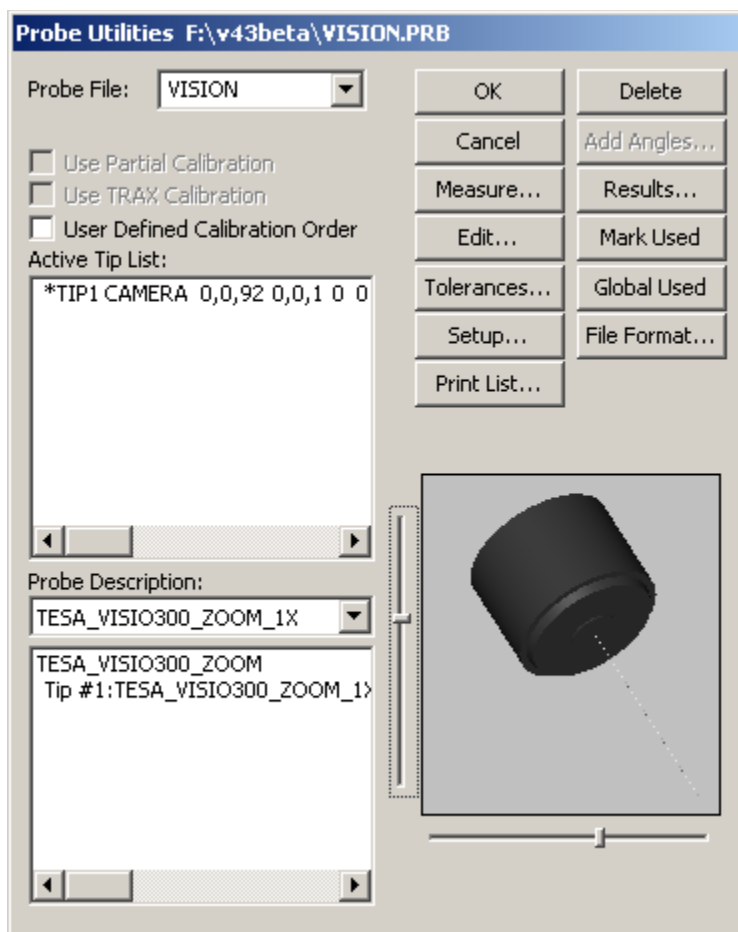 Probe Utilities F:\v43beta\VISION.PRB
Probe File: VISION
OK
Delete
Cancel
Add Angles...
Use Partial Calibration
Use TRAX Calibration
Measure...
Results...
User Defined Calibration Order
Edit...
Mark Used
Active Tip List:
*TIP1 CAMERA 0,0,92 0,0,1 0 0
Tolerances...
Global Used
Setup...
File Format...
Print List...
Probe Description:
TESA_VISIO300_ZOOM_1X
TESA_VISIO300_ZOOM
Tip #1:TESA_VISIO300_ZOOM_1X